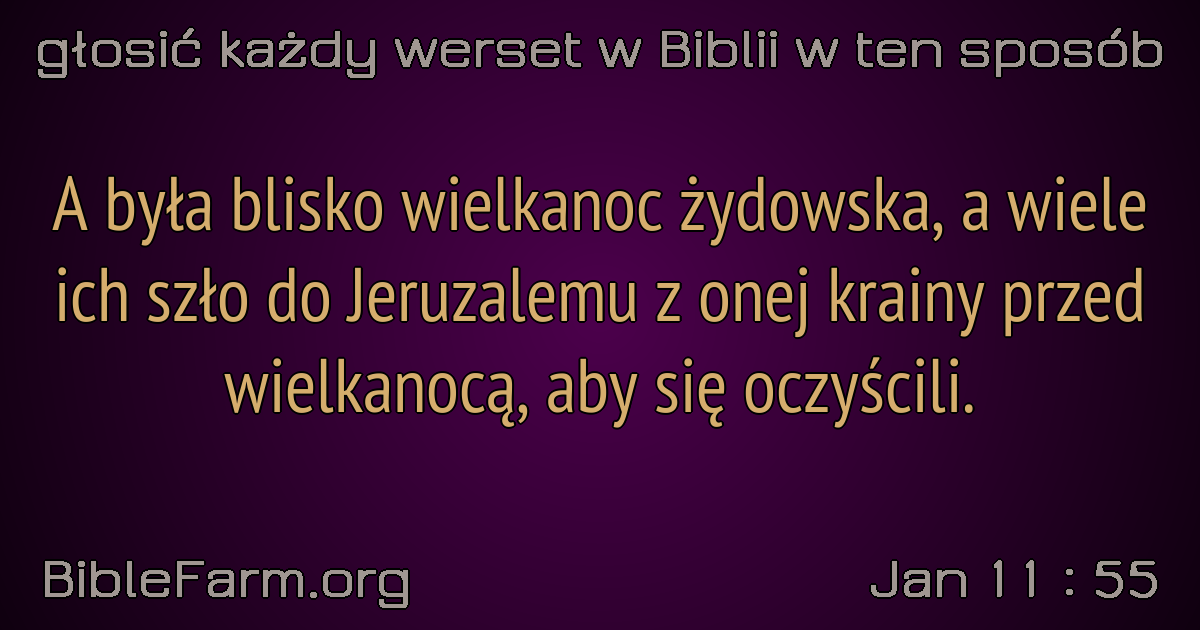 głosić każdy werset w Biblii w ten sposób
A była blisko wielkanoc żydowska, a wiele
ich szło do Jeruzalemu z onej krainy przed
wielkanocą, aby się oczyścili.
BibleFarm.org
Jan 11 : 55